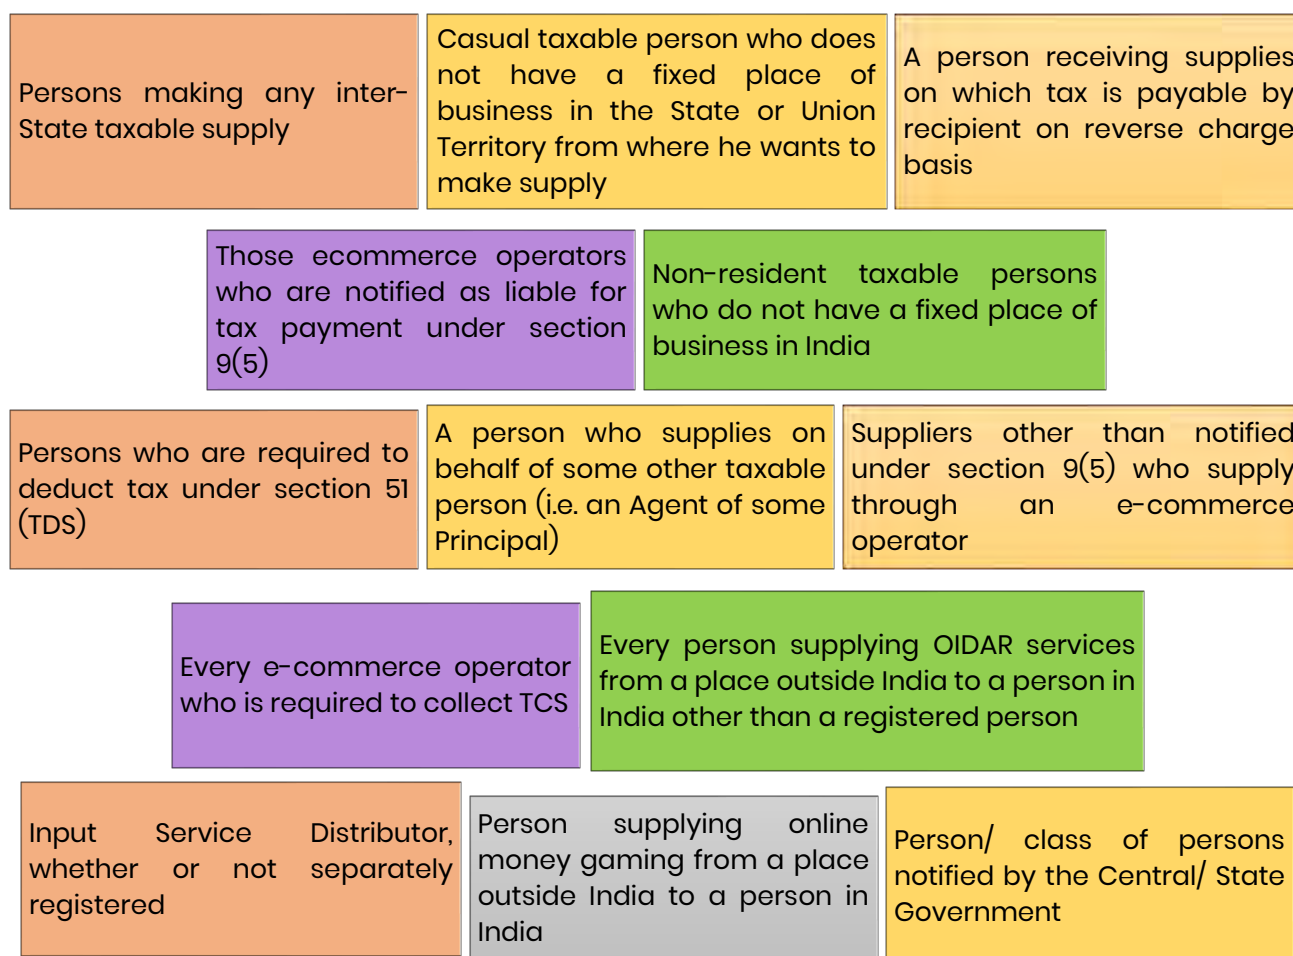 Persons making any inter-
State taxable supply
Casual taxable person who does
not have a fixed place of
business in the State or Union
Territory from where he wants to
make supply
A person receiving supplies
on which tax is payable by
recipient on reverse charge
basis
Those ecommerce operators
who are notified as liable for
tax payment under section
9(5)
Non-resident taxable persons
who do not have a fixed place of
business in India
Persons who are required to
deduct tax under section 51
(TDS)
A person who supplies on
behalf of some other taxable
person (i.e. an Agent of some
Principal)
Suppliers other than notified
under section 9(5) who supply
through an e-commerce
operator
Every e-commerce operator
who is required to collect TCS
Every person supplying OIDAR services
from a place outside India to a person in
India other than a registered person
Input Service Distributor,
whether or not separately
registered
Person supplying online
money gaming from a place
outside India to a person in
India
Person/ class of persons
notified by the Central/ State
Government